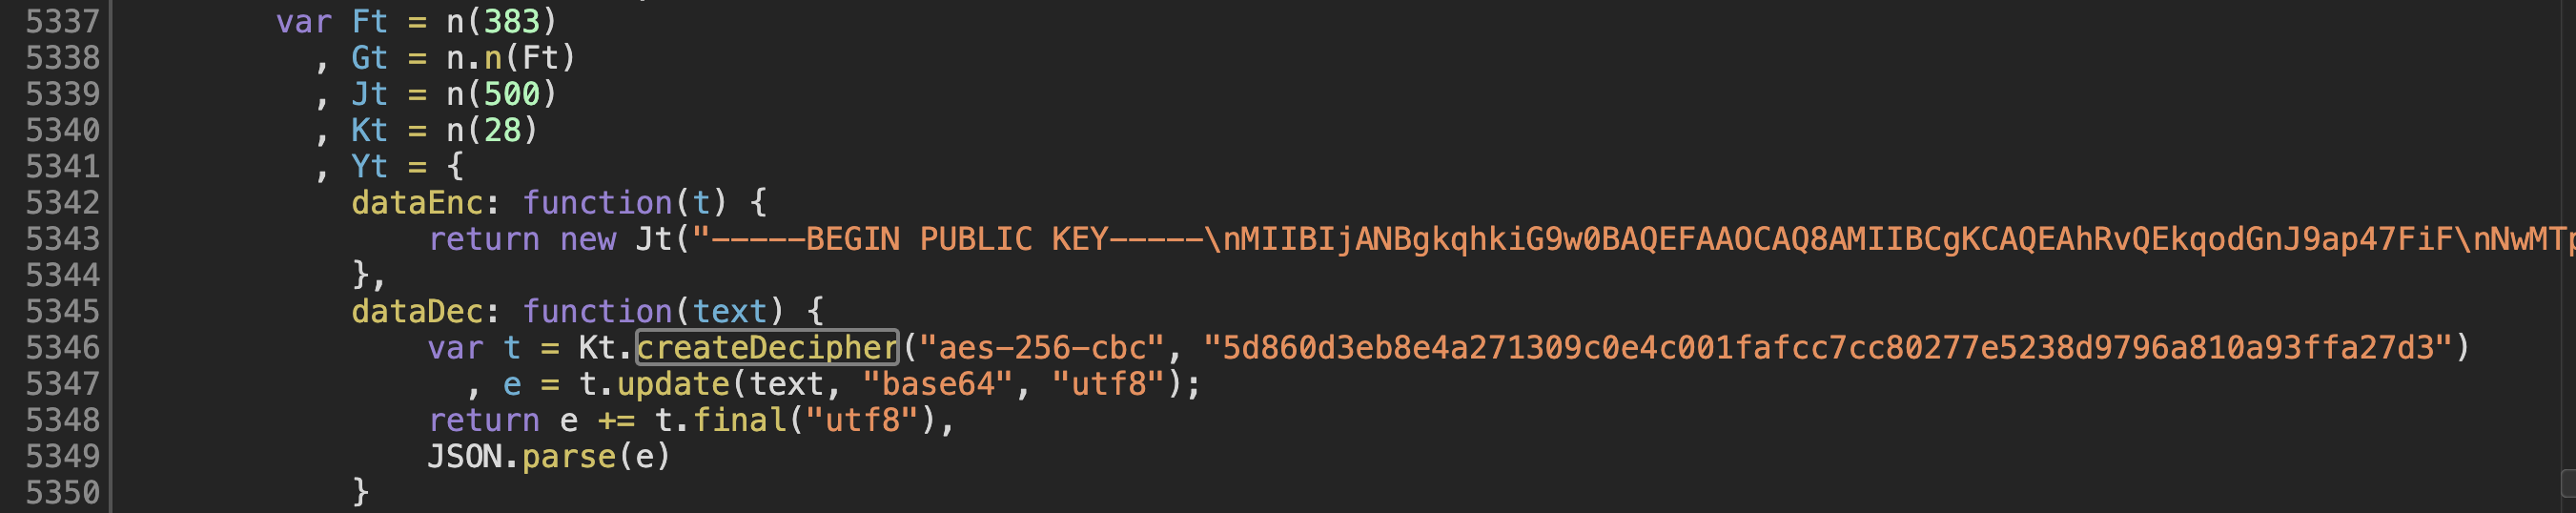 5337 var Ft = n(383)
5338 , Gt = n.n(Ft)
5339 , Jt = n(500)
5340 , Kt = n(28)
5341 , Yt = {
5342 dataEnc: function(t) {
5343 return new Jt("-----BEGIN PUBLIC KEY-----\nMIIBIjANBgkqhkiG9w0BAQEFAAOCAQ8AMIIBCgKCAQEAhRvQEkqodGnJ9ap47FiF\nNwMTp
5344 },
5345 dataDec: function(text) {
5346 var t = Kt.createDecipher("aes-256-cbc", "5d860d3eb8e4a271309c0e4c001fafcc7cc80277e5238d9796a810a93ffa27d3")
5347 , e = t.update(text, "base64", "utf8");
5348 return e += t.final("utf8"),
5349 JSON.parse(e)
5350 }